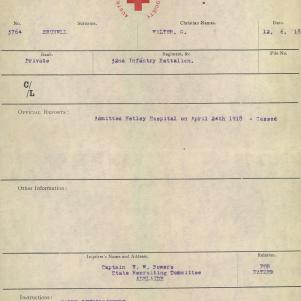 No. Surname. Christian Names. Date.
3764 WALTER, G. 12. 6. 18
Rank. Regiment, &c. File No.
Private 32nd Infantry Battalion.
C/
/L
OFFICIAL REPORTS: Admitted Netley Hospital on April 24th 1918 - Gassed
Other Information:
Inquirer's Name and Address. Relation.
Captain W. Powers FOR
State Recruiting Committee FATHER
ADELAIDE
Instructions: